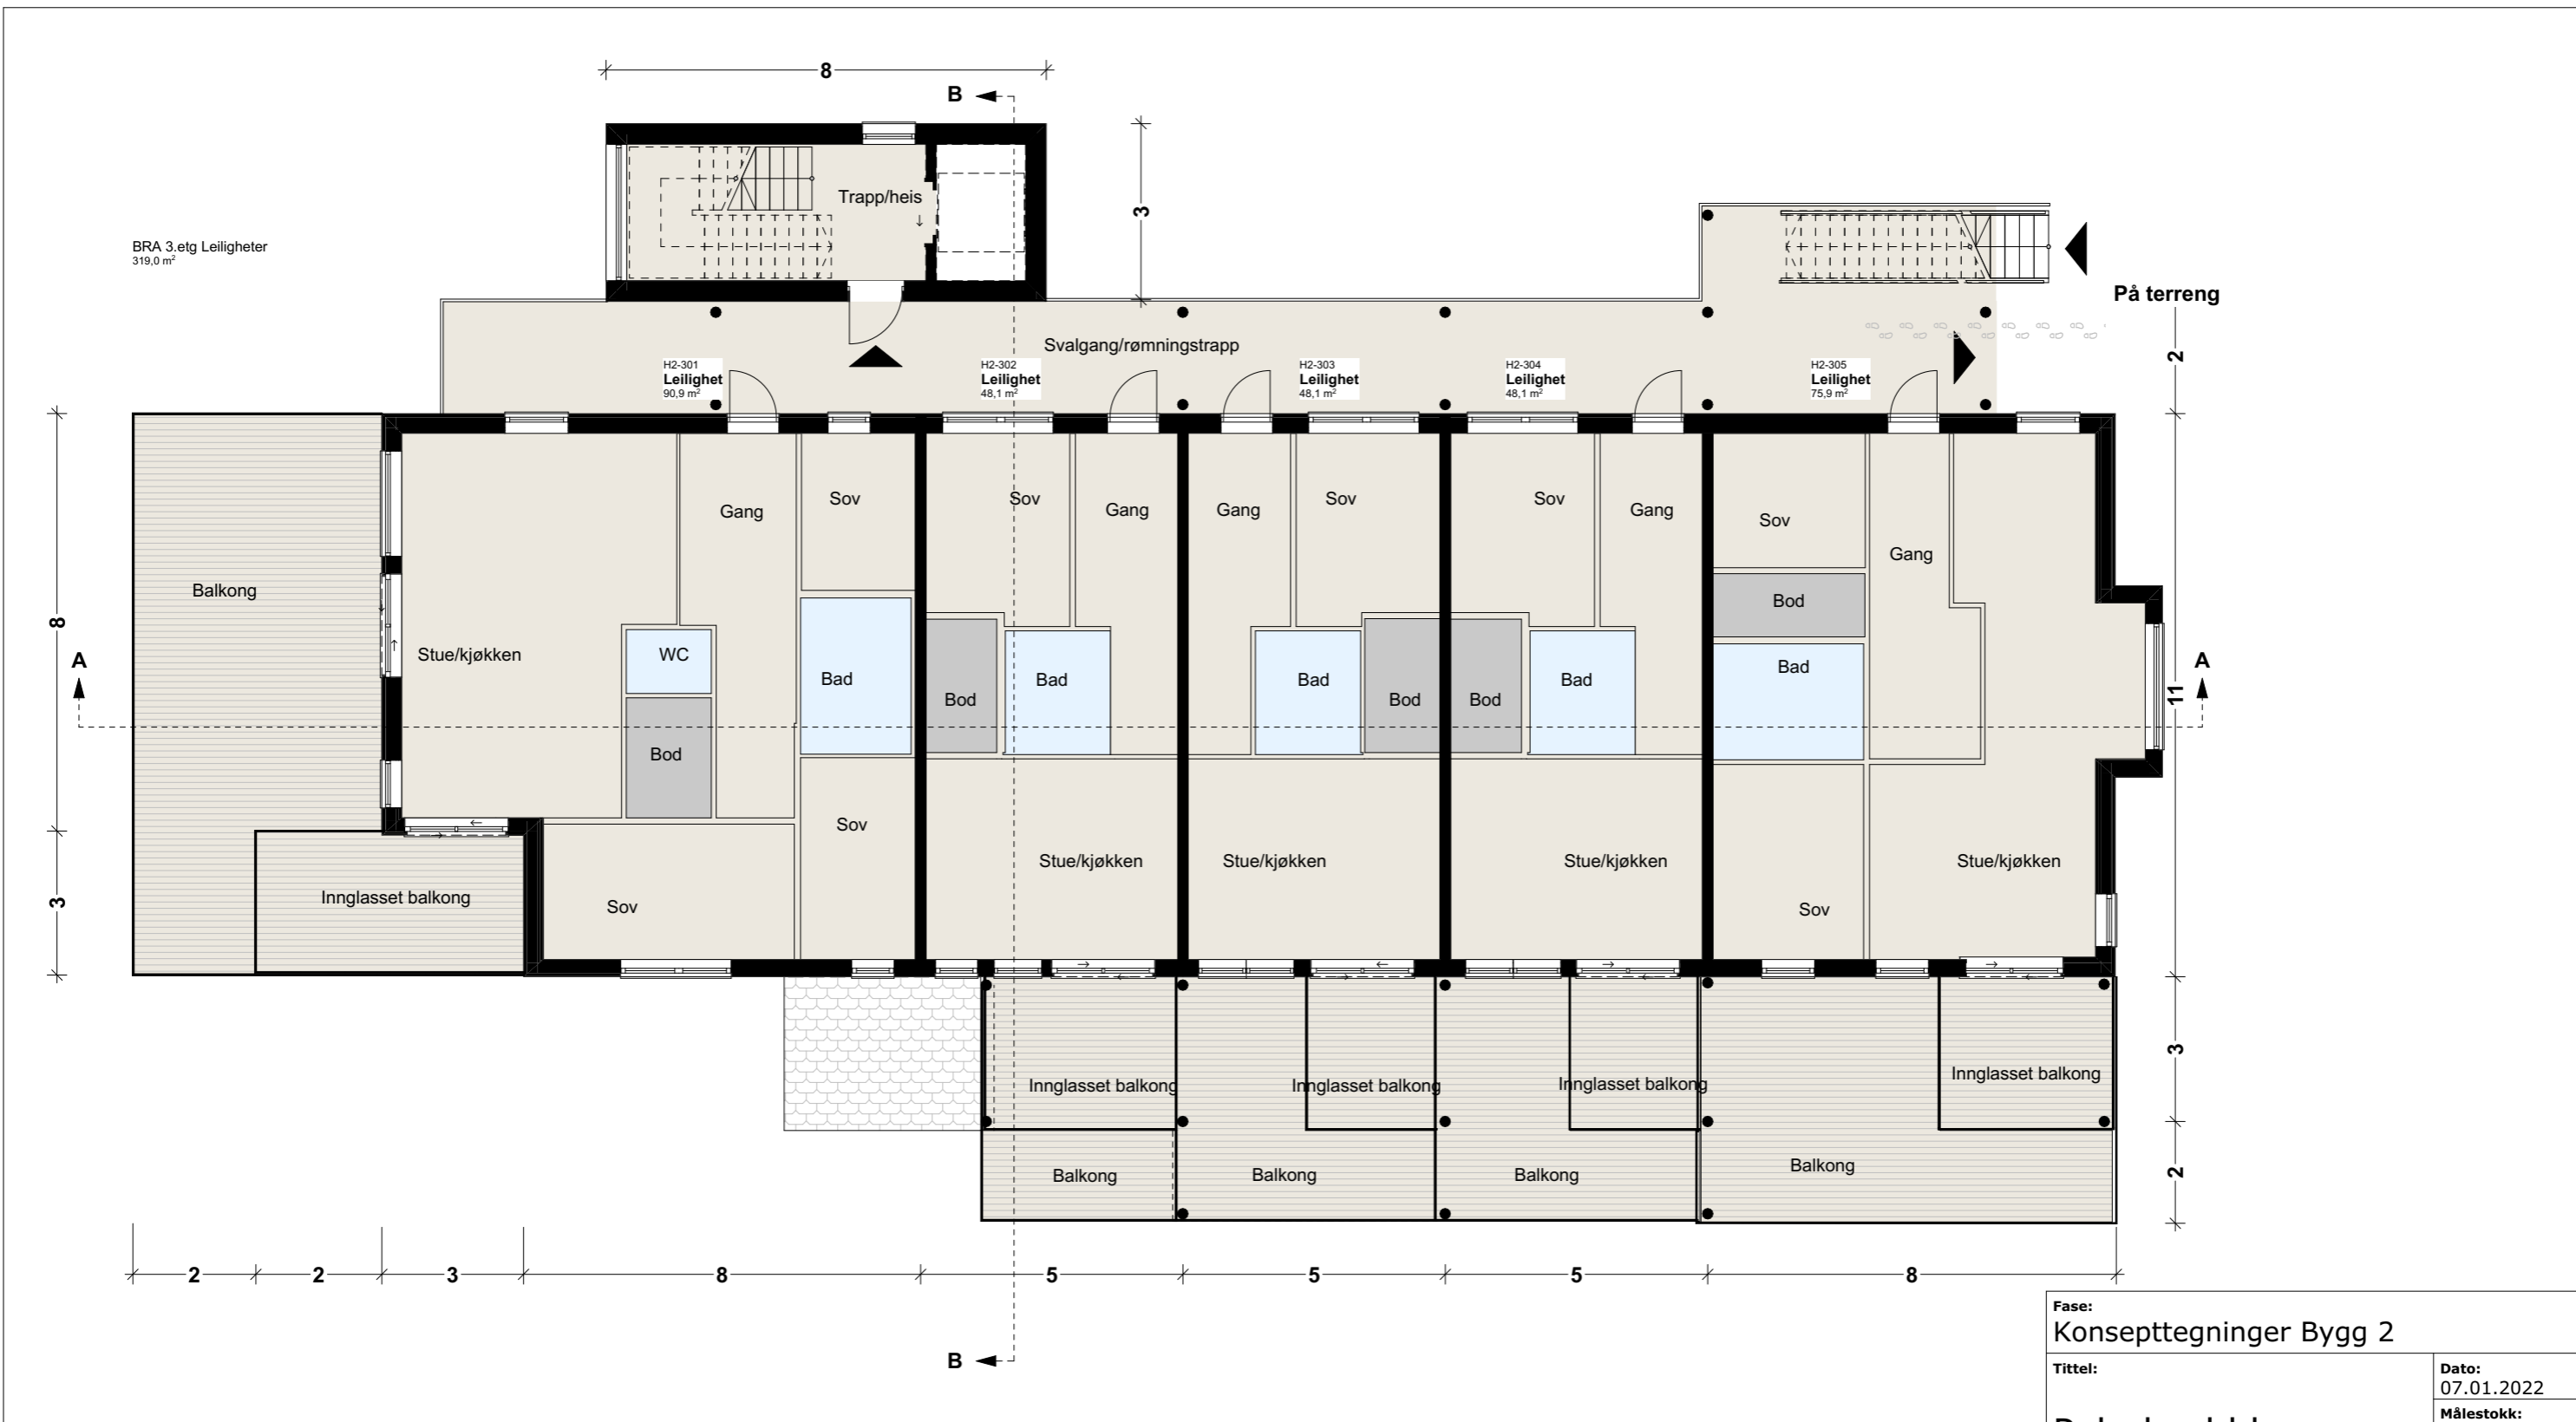 8
B
Trapp/heis
3
BRA 3.etg Leiligheter
319,0 m²
På terreng
2
Svalgang/rømningstrapp
H2-301
Leilighet
90,9 m²
H2-302
Leilighet
48,1 m²
H2-303
Leilighet
48,1 m²
H2-304
Leilighet
48,1 m²
H2-305
Leilighet
75,9 m²
Gang
Sov
Sov
Gang
Gang
Sov
Sov
Gang
Sov
Gang
Balkong
8
Bod
A
Stue/kjøkken
WC
Bad
Bod
Bad
Bad
Bod
Bod
Bad
Bad
11
A
Bod
Sov
Stue/kjøkken
Stue/kjøkken
Stue/kjøkken
Stue/kjøkken
3
Innglasset balkong
Sov
Sov
3
Innglasset balkong
Innglasset balkong
Innglasset balkong
Innglasset balkong
Balkong
Balkong
Balkong
Balkong
2
2
2
3
8
5
5
5
8
B
Fase:
Konsepttegninger Bygg 2
Tittel:
Dato:
07.01.2022
Målestokk: